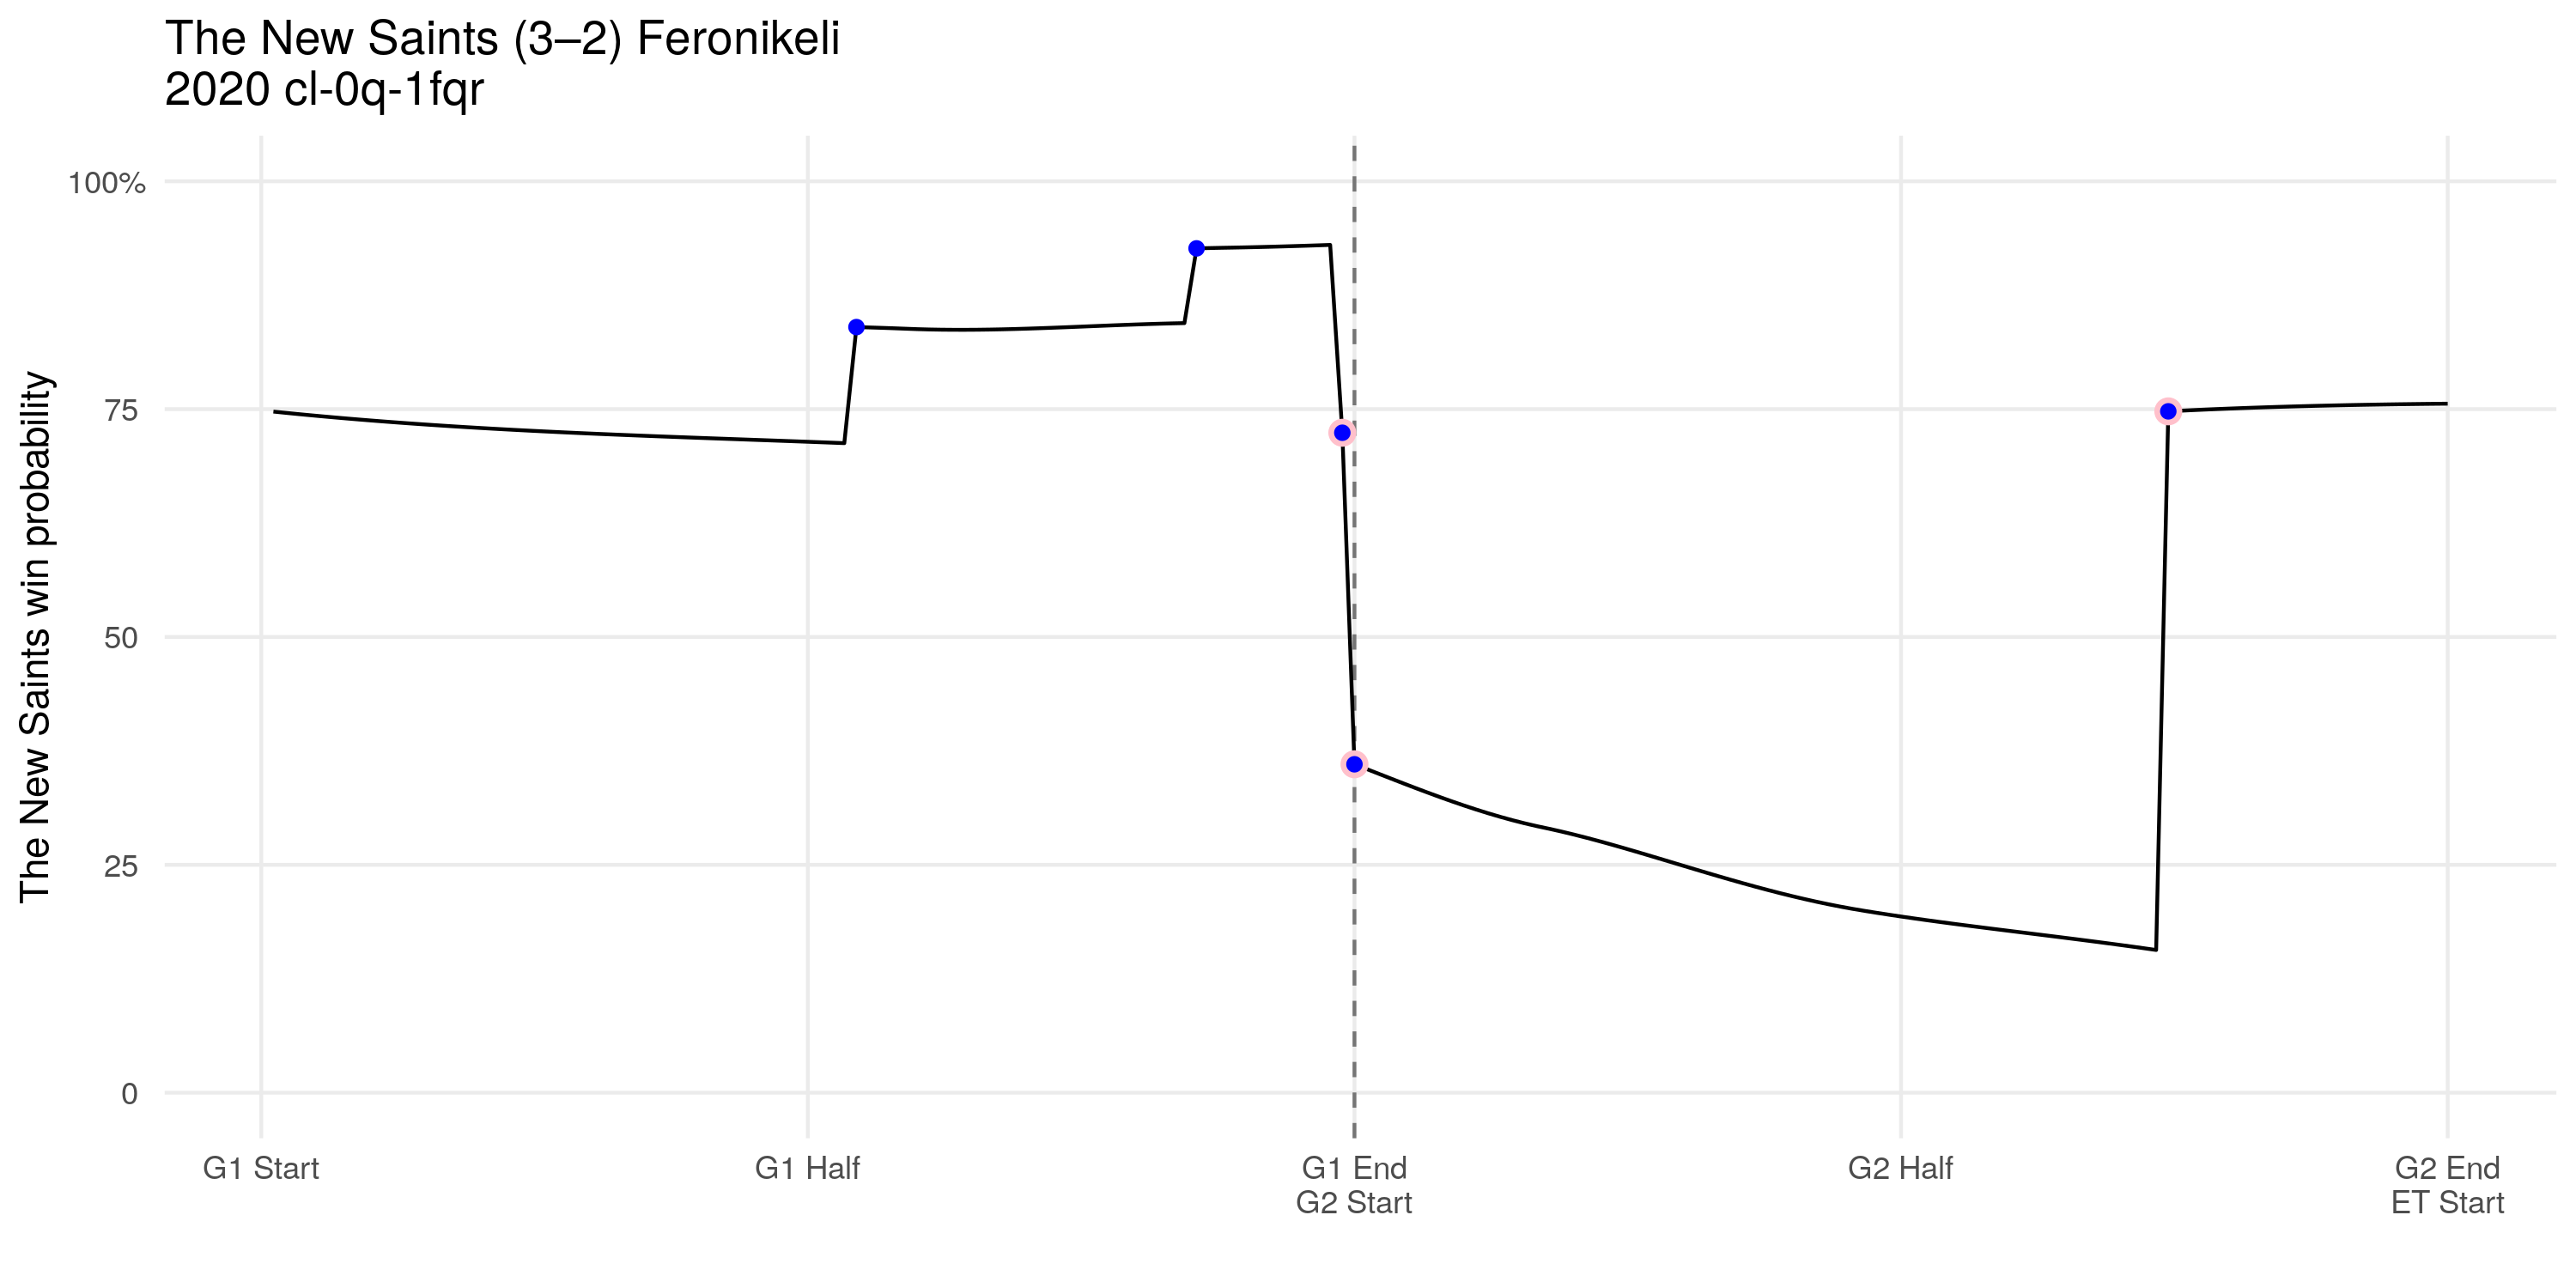 The New Saints (3–2) Feronikeli
2020 cl-0q-1fqr
The New Saints win probability
100%
75
50
25
0
G1 Start
G1 Half
G1 End
G2 Start
G2 Half
G2 End
ET Start